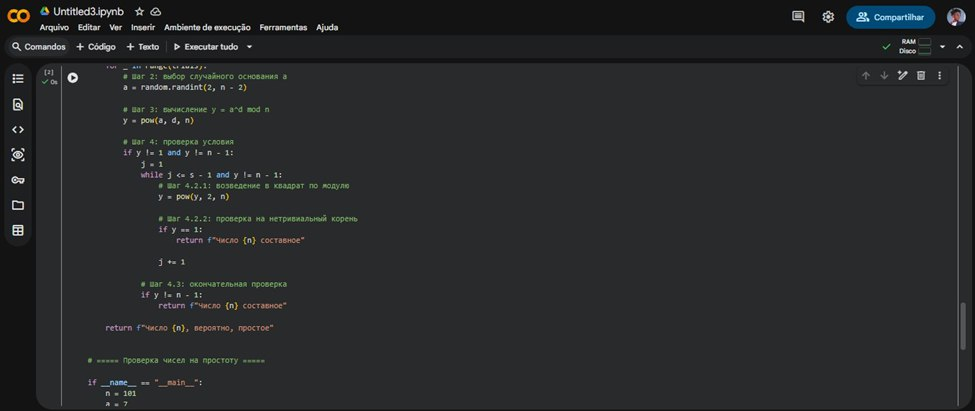 Untitled3.ipynb
Arquivo Editar Ver Inserir Ambiente de execução Ferramentas Ajuda
Compartilhar
Comandos + Código + Texto Executar tudo
RAM
Disco
[2]
0s
for _ in range(trials):
# Шаг 2: выбор случайного основания a
a = random.randint(2, n - 2)
# Шаг 3: вычисление y = a^d mod n
y = pow(a, d, n)
# Шаг 4: проверка условия
if y != 1 and y != n - 1:
j = 1
while j <= s - 1 and y != n - 1:
# Шаг 4.2.1: возведение в квадрат по модулю
y = pow(y, 2, n)
# Шаг 4.2.2: проверка на нетривиальный корень
if y == 1:
return f"Число {n} составное"
j += 1
# Шаг 4.3: окончательная проверка
if y != n - 1:
return f"Число {n} составное"
return f"Число {n}, вероятно, простое"
# ===== Проверка чисел на простоту =====
if __name__ == "__main__":
n = 101
a = 7